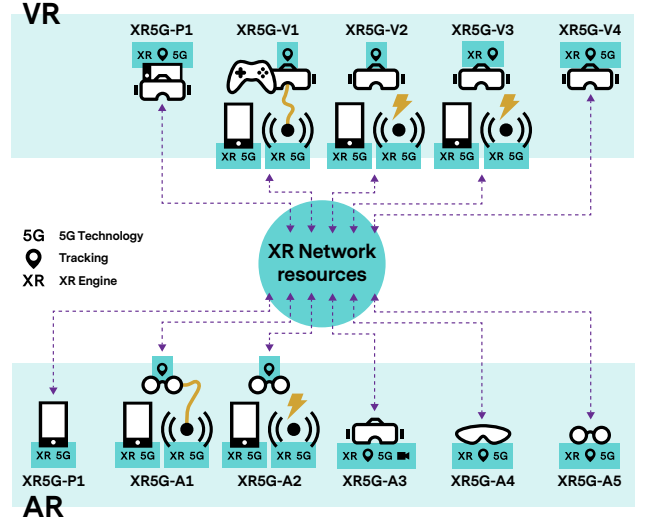 VR
XR5G-P1 XR5G-V1 XR5G-V2 XR5G-V3 XR5G-V4
XR 5G XR XR 5G
XR 5G XR 5G XR 5G XR 5G XR 5G XR 5G
5G 5G Technology
Tracking
XR XR Engine
XR Network
resources
XR 5G XR 5G XR 5G XR 5G XR 5G XR 5G XR 5G XR 5G
XR5G-P1 XR5G-A1 XR5G-A2 XR5G-A3 XR5G-A4 XR5G-A5
AR